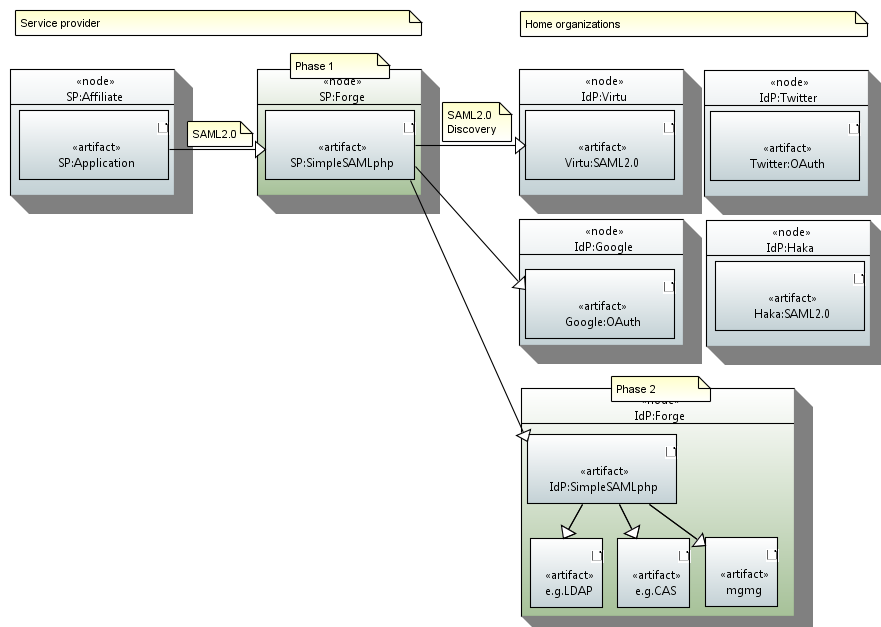 Service provider
Home organizations
«node»
SP:Affiliate
«artifact»
SP:Application
SAML2.0
Phase 1
«node»
SP:Forge
«artifact»
SP:SimpleSAMLphp
SAML2.0
Discovery
«node»
IdP:Virtu
«artifact»
Virtu:SAML2.0
«node»
IdP:Twitter
«artifact»
Twitter:OAuth
«node»
IdP:Google
«artifact»
Google:OAuth
«node»
IdP:Haka
«artifact»
Haka:SAML2.0
Phase 2
«node»
IdP:Forge
«artifact»
IdP:SimpleSAMLphp
«artifact»
e.g.LDAP
«artifact»
e.g.CAS
«artifact»
mgmg